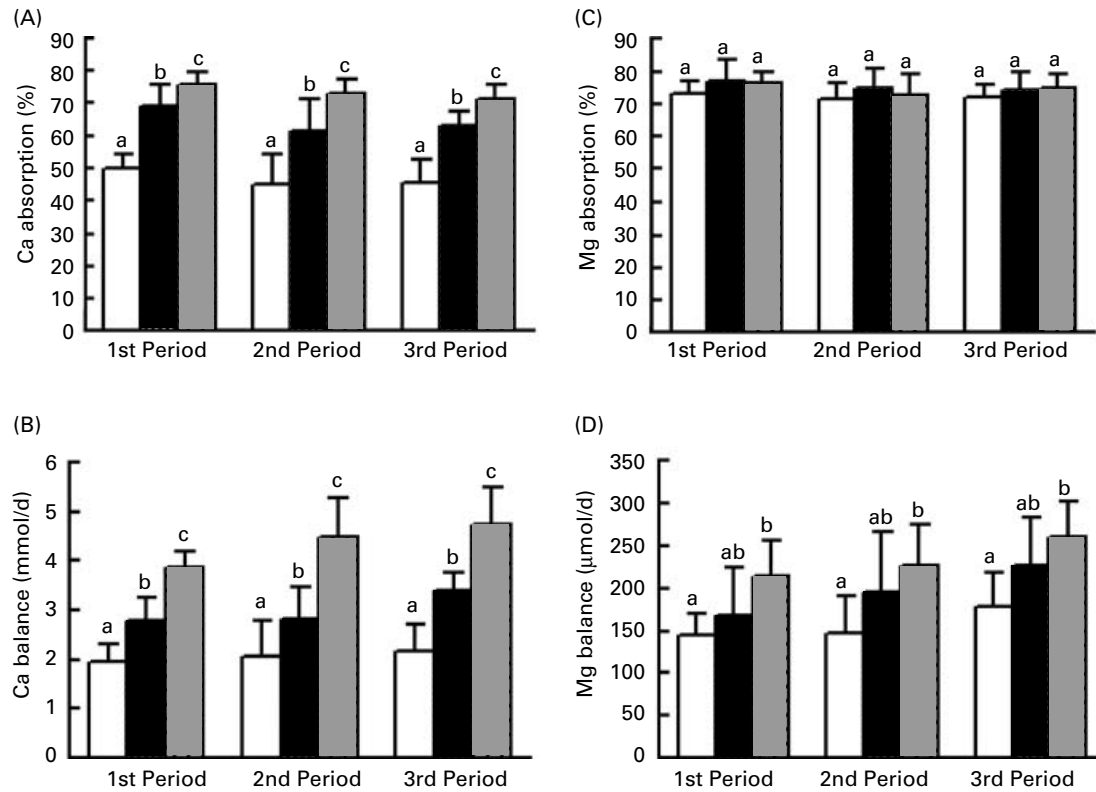 (A)
Ca absorption (%)
90
80
70
60
50
40
30
20
10
0
a b c a b c a b c
1st Period 2nd Period 3rd Period
(C)
Mg absorption (%)
90
80
70
60
50
40
30
20
10
0
a a a a a a a a a
1st Period 2nd Period 3rd Period
(B)
Ca balance (mmol/d)
6
5
4
3
2
1
0
a b c a b c a b c
1st Period 2nd Period 3rd Period
(D)
Mg balance (μmol/d)
350
300
250
200
150
100
50
0
a ab b a ab b a ab b
1st Period 2nd Period 3rd Period